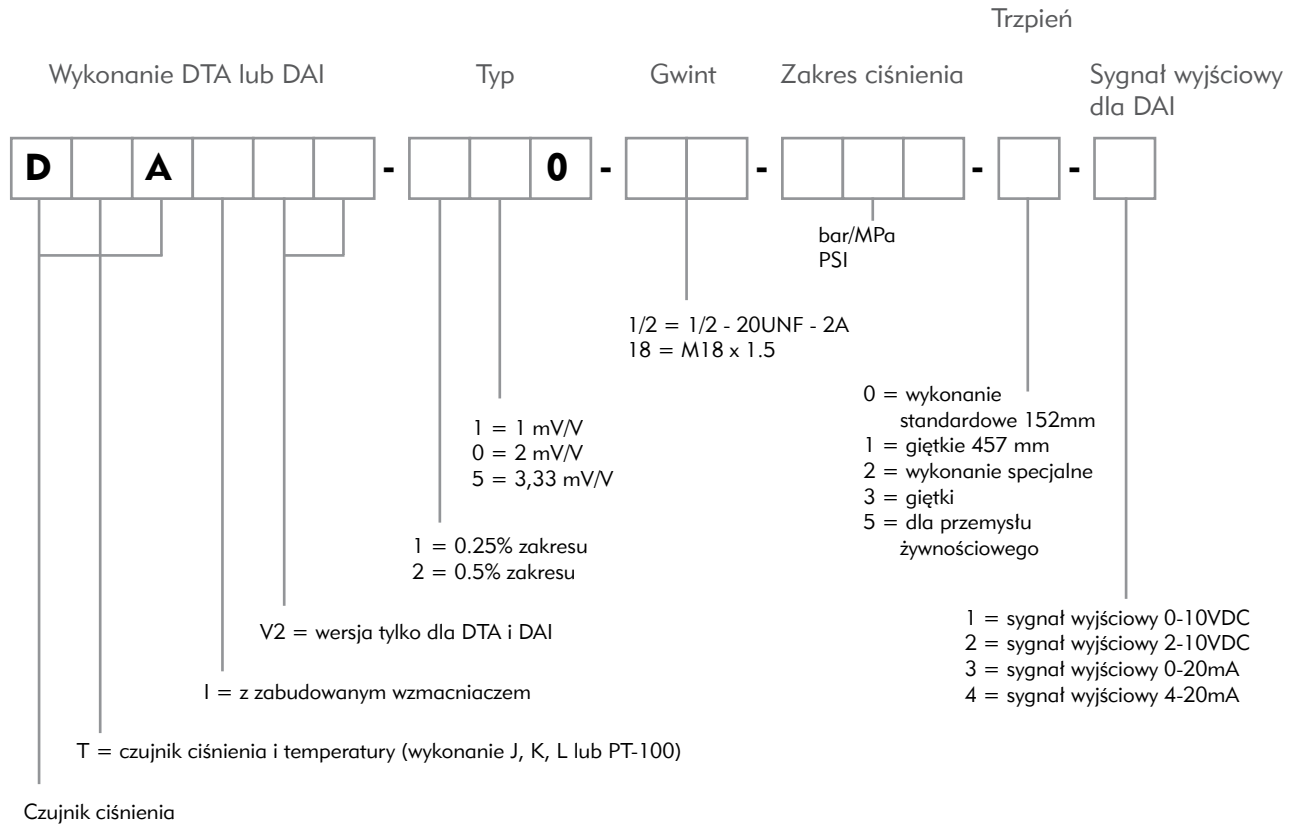 Trzpień
Wykonanie DTA lub DAI
Typ
Gwint
Zakres ciśnienia
Sygnał wyjściowy
dla DAI
D A - 0 - - - -
bar/MPa
PSI
1/2 = 1/2 - 20UNF - 2A
18 = M18 x 1.5
0 = wykonanie
standardowe 152mm
1 = giętkie 457 mm
2 = wykonanie specjalne
3 = giętki
5 = dla przemysłu
żywnościowego
1 = 1 mV/V
0 = 2 mV/V
5 = 3,33 mV/V
1 = 0.25% zakresu
2 = 0.5% zakresu
1 = sygnał wyjściowy 0-10VDC
2 = sygnał wyjściowy 2-10VDC
3 = sygnał wyjściowy 0-20mA
4 = sygnał wyjściowy 4-20mA
V2 = wersja tylko dla DTA i DAI
I = z zabudowanym wzmacniaczem
T = czujnik ciśnienia i temperatury (wykonanie J, K, L lub PT-100)
Czujnik ciśnienia